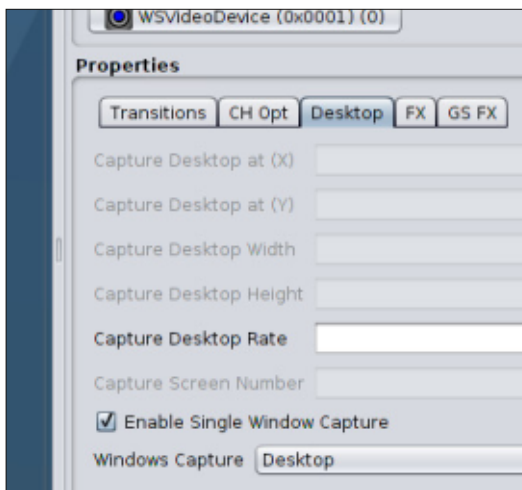 WSVideoDevice (0x0001) (0)
Properties
Transitions CH Opt Desktop FX GS FX
Capture Desktop at (X)
Capture Desktop at (Y)
Capture Desktop Width
Capture Desktop Height
Capture Desktop Rate
Capture Screen Number
Enable Single Window Capture
Windows Capture Desktop